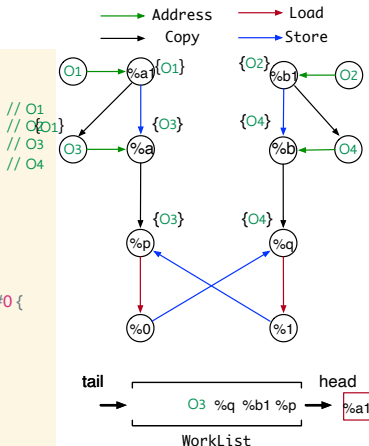 Address Load
Copy Store
O1 %a1 {O1} {O2} %b1 O2
// O1
// O2 {O1}
// O3
// O4
O3 %a {O3} {O4} %b O4
{O3} {O4}
%p %q
#0 {
%0 %1
tail head
O3 %q %b1 %p %a1
WorkList